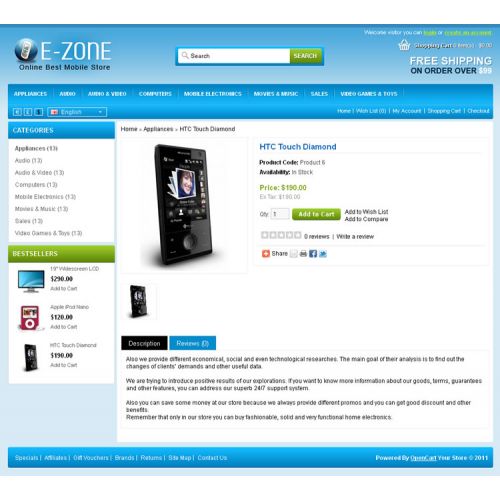 Welcome visitor you can login or create an account.
E-ZONE
Online Best Mobile Store
Search
SEARCH
Shopping Cart 0 item(s) - $0.00
FREE SHIPPING
ON ORDER OVER $99
APPLIANCES AUDIO AUDIO & VIDEO COMPUTERS MOBILE ELECTRONICS MOVIES & MUSIC SALES VIDEO GAMES & TOYS
€ £ $ English
Home | Wish List (0) | My Account | Shopping Cart | Checkout
CATEGORIES
Appliances (13)
Audio (13)
Audio & Video (13)
Computers (13)
Mobile Electronics (13)
Movies & Music (13)
Sales (13)
Video Games & Toys (13)
BESTSELLERS
19" Widescreen LCD
$290.00
Add to Cart
Apple iPod Nano
$120.00
Add to Cart
HTC Touch Diamond
$190.00
Add to Cart
Home » Appliances » HTC Touch Diamond
HTC Touch Diamond
Product Code: Product 6
Availability: In Stock
Price: $190.00
Ex Tax: $190.00
Qty: 1 Add to Cart
Add to Wish List
Add to Compare
0 reviews | Write a review
Share
Description Reviews (0)
Also we provide different economical, social and even technological researches. The main goal of their analysis is to find out the
changes of clients' demands and other useful data.
We are trying to introduce positive results of our explorations. If you want to know more information about our goods, terms, guarantees
and other features, you can address our superb 24/7 support system.
Also you can save some money at our store because we always provide different promos and you can get good discount and other
benefits.
Remember that only in our store you can buy fashionable, solid and very functional home electronics.
Specials | Affiliates | Gift Vouchers | Brands | Returns | Site Map | Contact Us
Powered By OpenCart Your Store © 2011